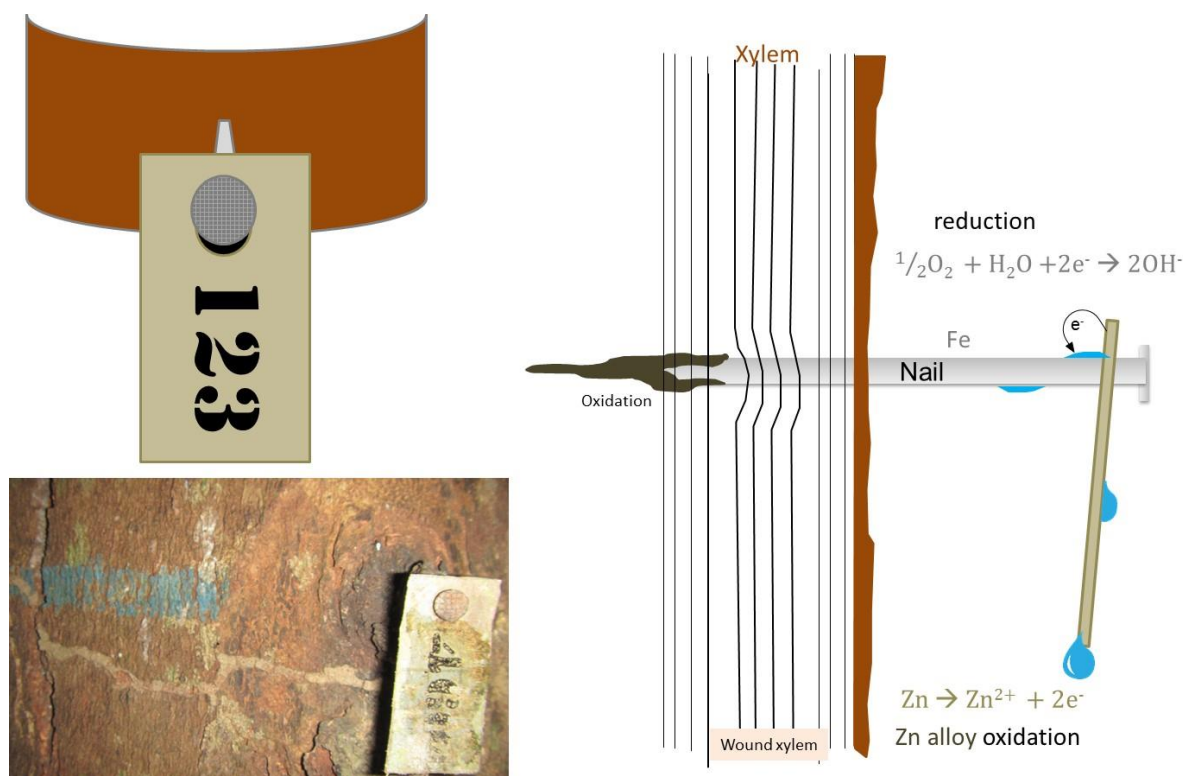 123
Xylem
reduction
½O₂ + H₂O +2e⁻ → 2OH⁻
e⁻
Fe
Nail
Oxidation
Zn → Zn²⁺ + 2e⁻
Zn alloy oxidation
Wound xylem